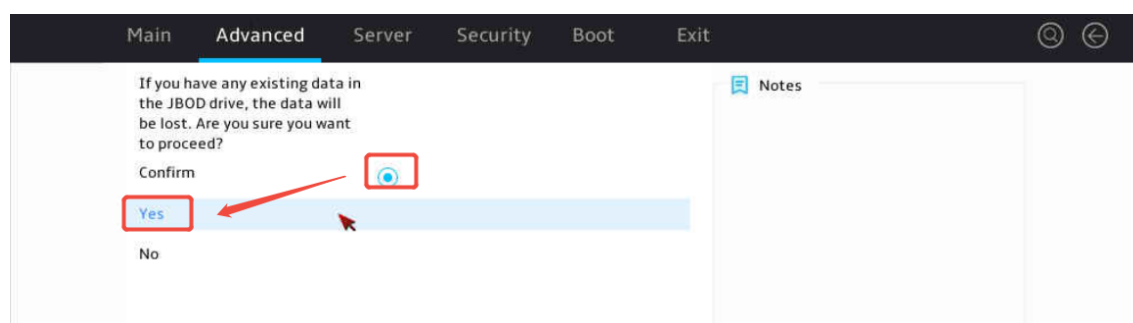 Main Advanced Server Security Boot Exit
If you have any existing data in
the JBOD drive, the data will
be lost. Are you sure you want
to proceed?
Confirm
Yes
No
Notes